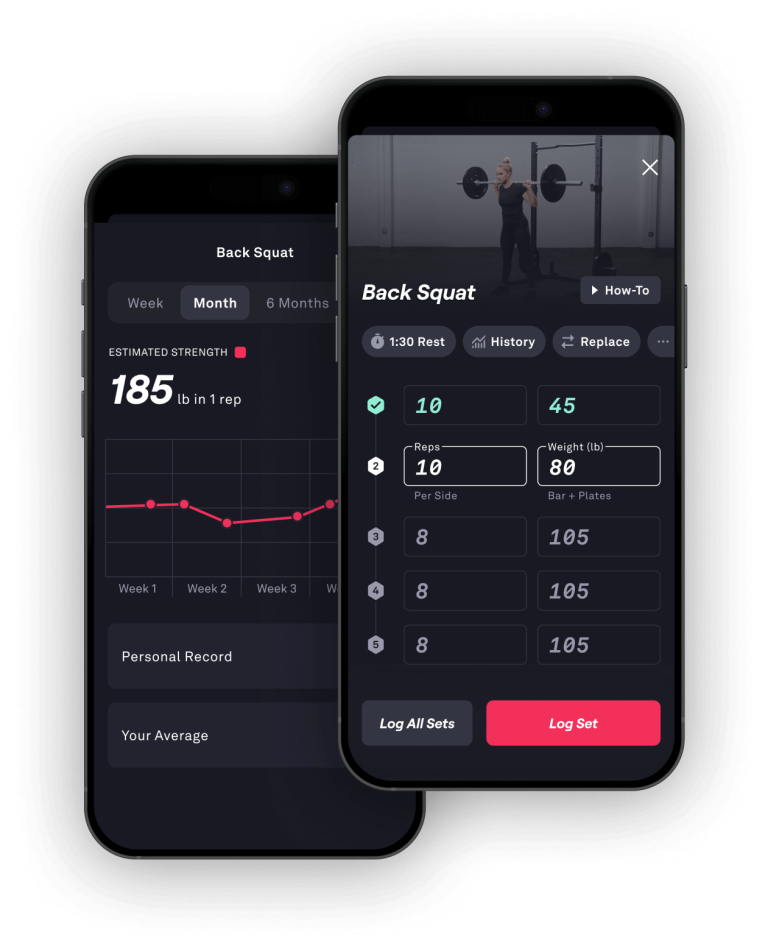 Back Squat
Week Month 6 Months
ESTIMATED STRENGTH
185 lb in 1 rep
Week 1 Week 2 Week 3
Personal Record
Your Average
Back Squat
How-To
1:30 Rest History Replace ...
10 45
Reps Weight (lb)
2 10 80
Per Side Bar + Plates
3 8 105
4 8 105
5 8 105
Log All Sets Log Set